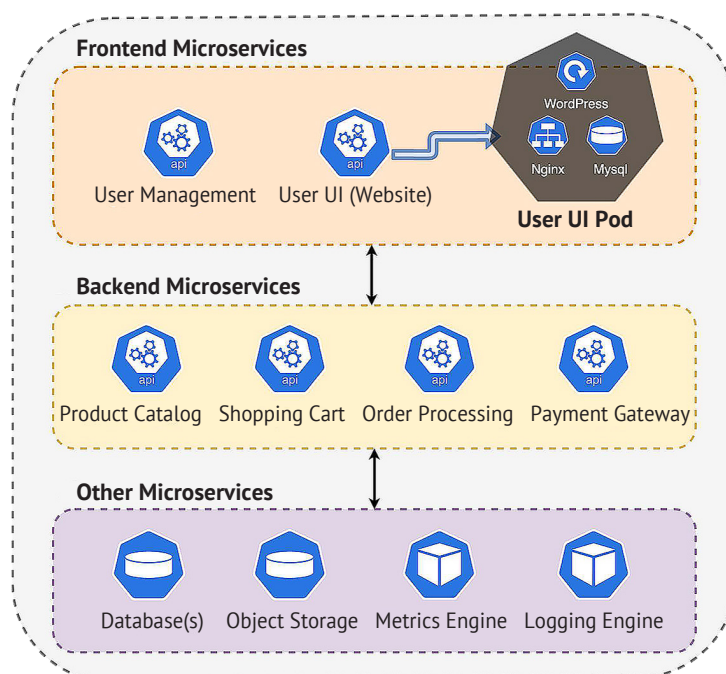 Frontend Microservices
WordPress
Nginx
Mysql
api
api
User Management
User UI (Website)
User UI Pod
Backend Microservices
api
api
api
api
Product Catalog
Shopping Cart
Order Processing
Payment Gateway
Other Microservices
Database(s)
Object Storage
Metrics Engine
Logging Engine